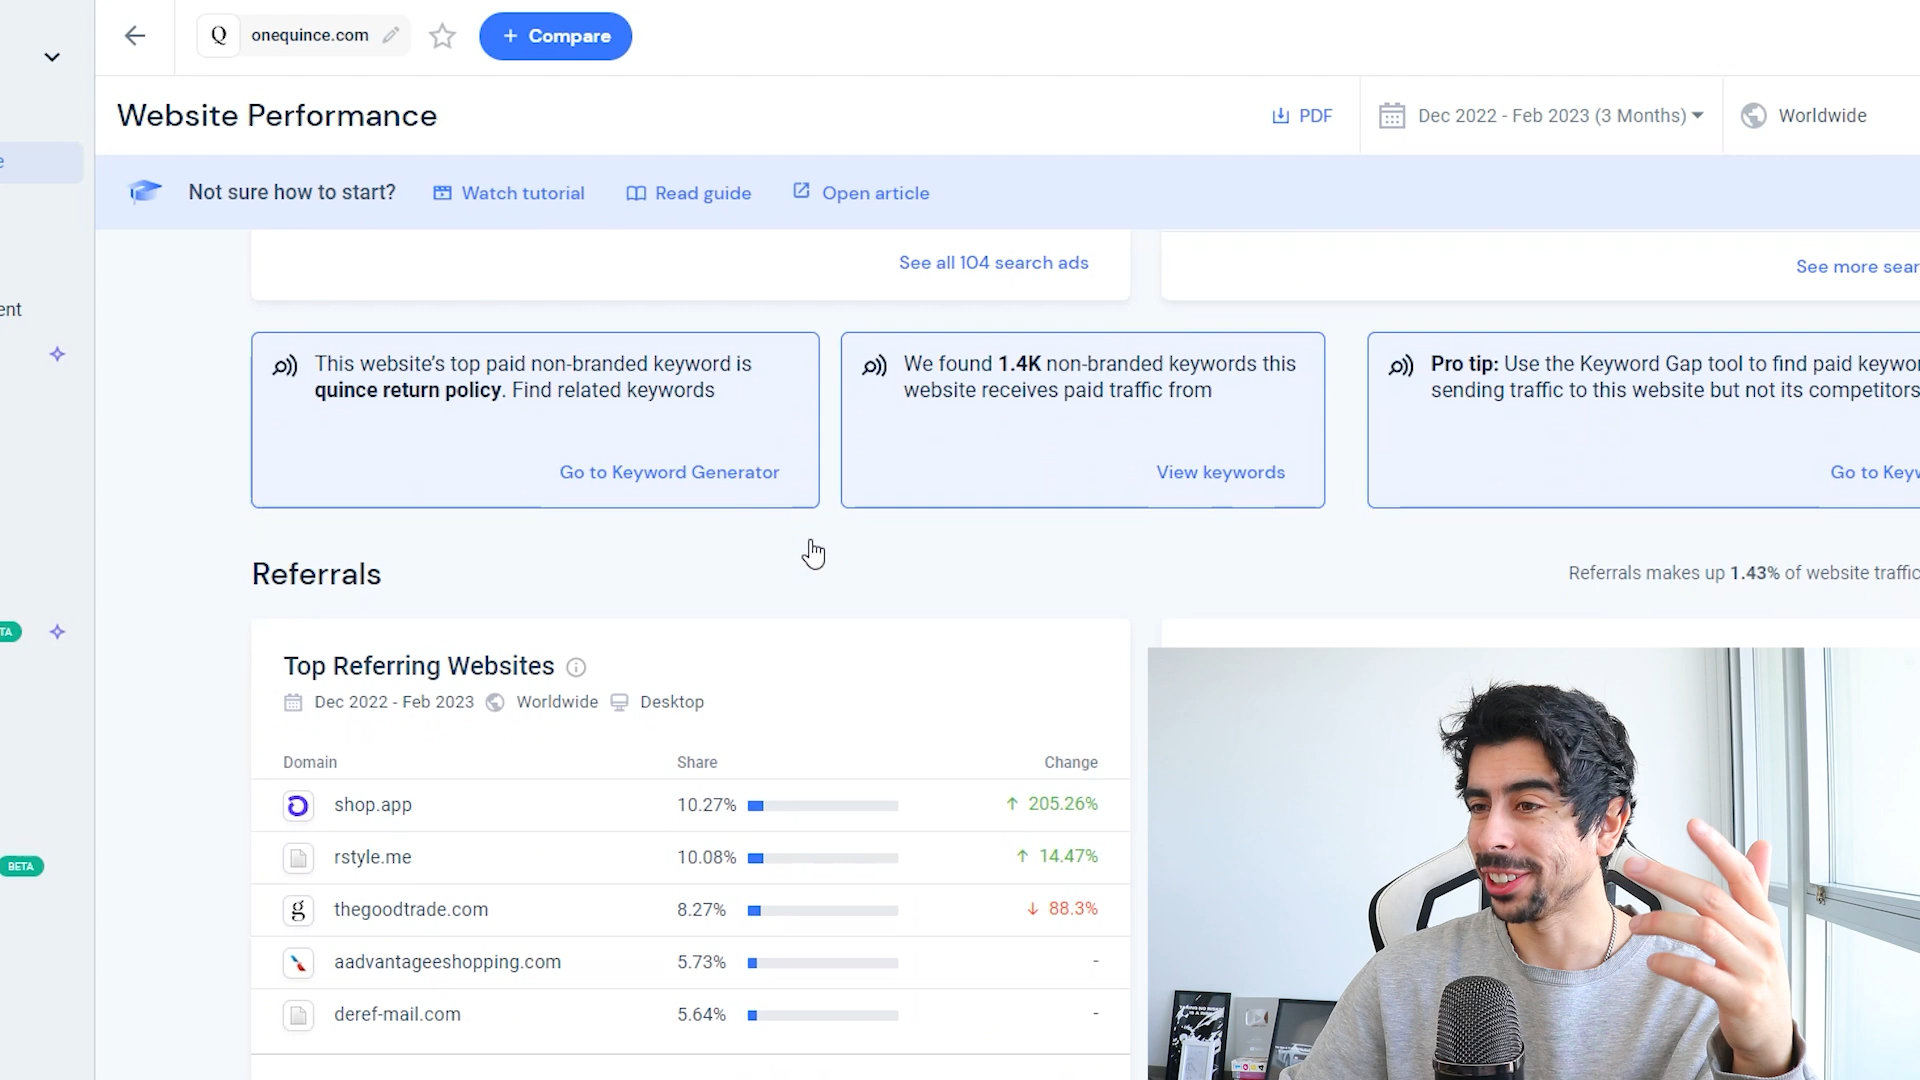 Q onequince.com + Compare
Website Performance
PDF
Dec 2022 - Feb 2023 (3 Months)
Worldwide
Not sure how to start? Watch tutorial Read guide Open article
See all 104 search ads
See more sear
ent
This website's top paid non-branded keyword is
quince return policy. Find related keywords
Go to Keyword Generator
We found 1.4K non-branded keywords this
website receives paid traffic from
View keywords
Pro tip: Use the Keyword Gap tool to find paid keywor
sending traffic to this website but not its competitors
Go to Keyw
Referrals
Referrals makes up 1.43% of website traffic
TA
BETA
Top Referring Websites
Dec 2022 - Feb 2023 Worldwide Desktop
Domain Share Change
shop.app 10.27% ↑ 205.26%
rstyle.me 10.08% ↑ 14.47%
g thegoodtrade.com 8.27% ↓ 88.3%
aadvantageeshopping.com 5.73% -
deref-mail.com 5.64% -